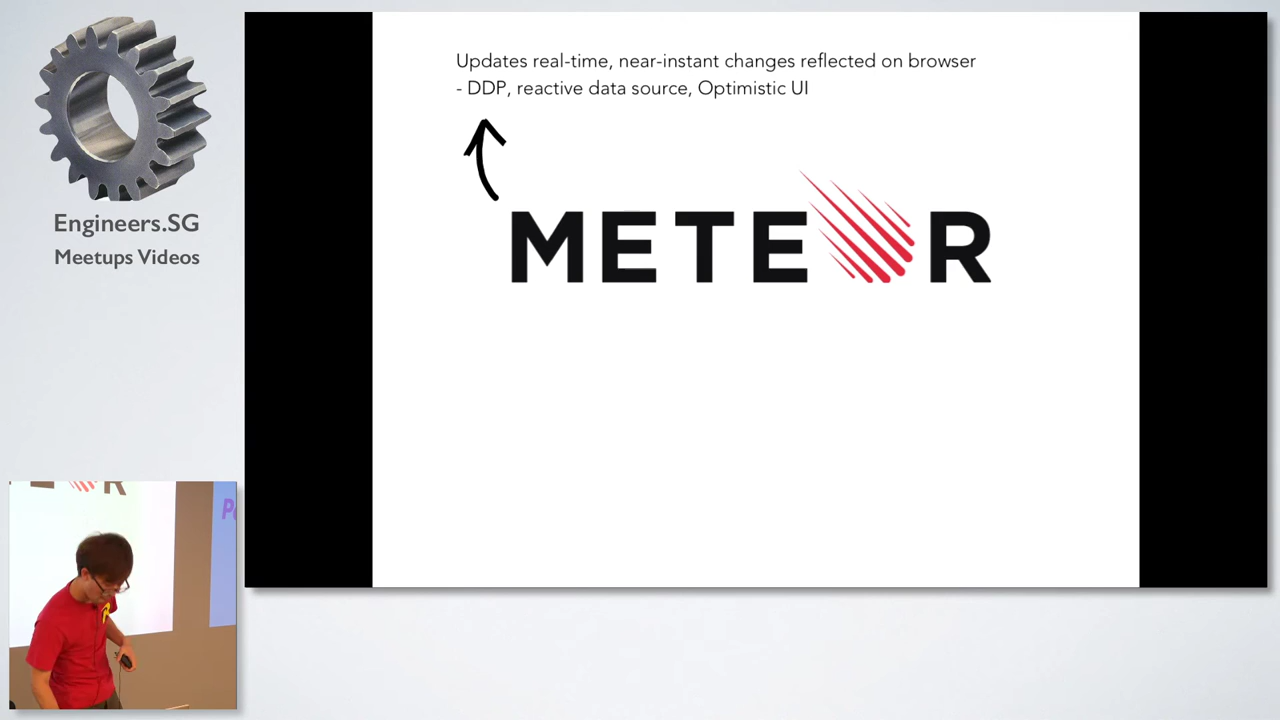 Engineers.SG
Meetups Videos
Updates real-time, near-instant changes reflected on browser
- DDP, reactive data source, Optimistic UI
METEOR